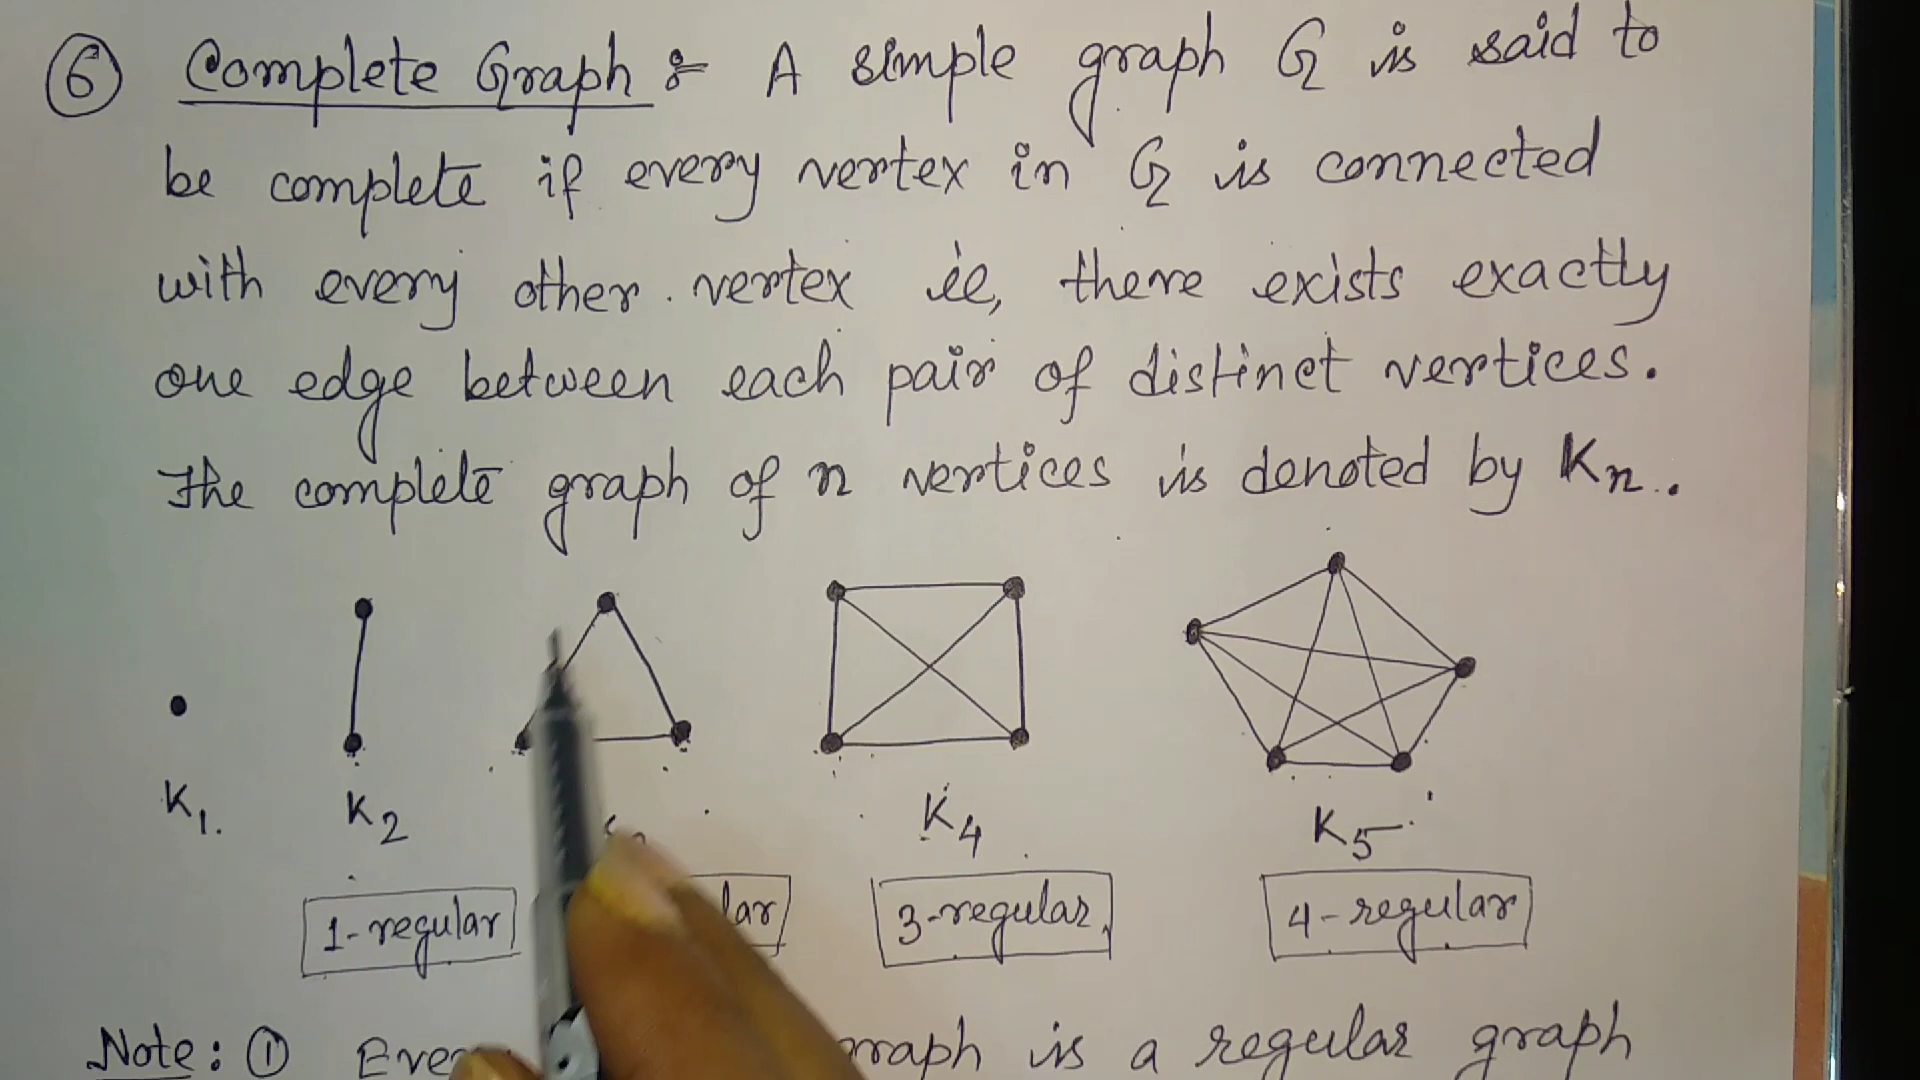 ⑥ Complete Graph :- A simple graph G is said to
be complete if every vertex in G is connected
with every other vertex ie, there exists exactly
one edge between each pair of distinct vertices.
The complete graph of n vertices is denoted by Kn.
K1. K2 K4 K5
1-regular lar 3-regular 4-regular
Note: ① graph is a regular graph